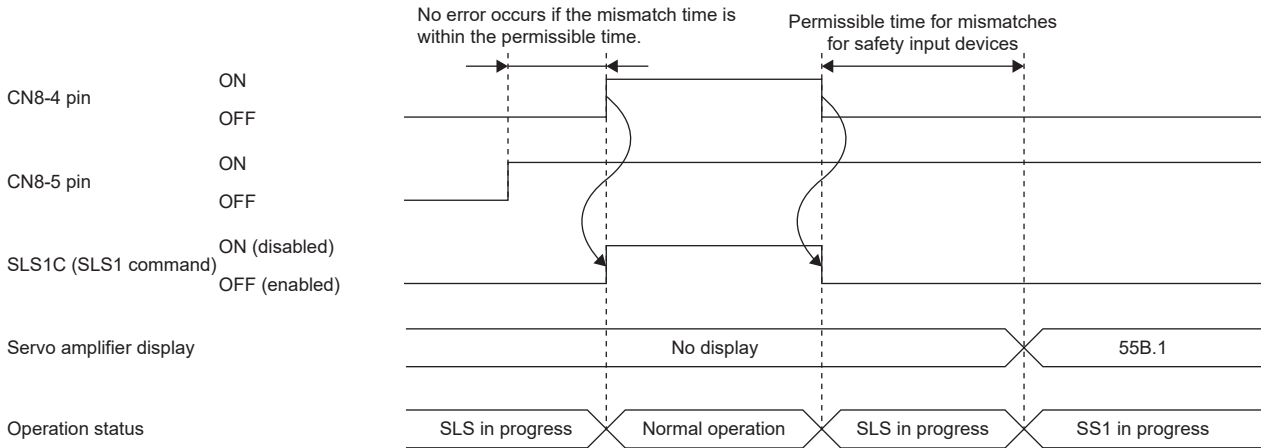 No error occurs if the mismatch time is
within the permissible time.
Permissible time for mismatches
for safety input devices
CN8-4 pin
ON
OFF
CN8-5 pin
ON
OFF
SLS1C (SLS1 command)
ON (disabled)
OFF (enabled)
Servo amplifier display
No display
55B.1
Operation status
SLS in progress
Normal operation
SLS in progress
SS1 in progress